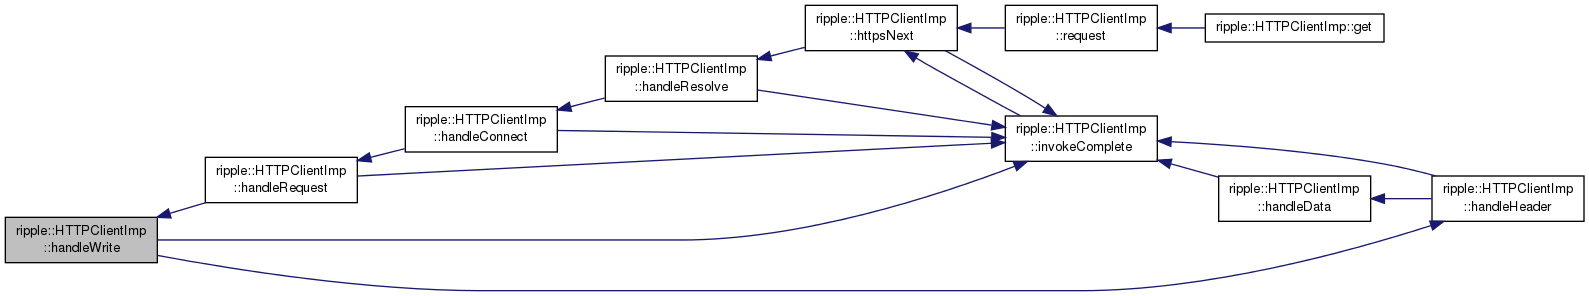 ripple::HTTPClientImp
::httpsNext
ripple::HTTPClientImp
::request
ripple::HTTPClientImp::get
ripple::HTTPClientImp
::handleResolve
ripple::HTTPClientImp
::handleConnect
ripple::HTTPClientImp
::invokeComplete
ripple::HTTPClientImp
::handleRequest
ripple::HTTPClientImp
::handleData
ripple::HTTPClientImp
::handleHeader
ripple::HTTPClientImp
::handleWrite